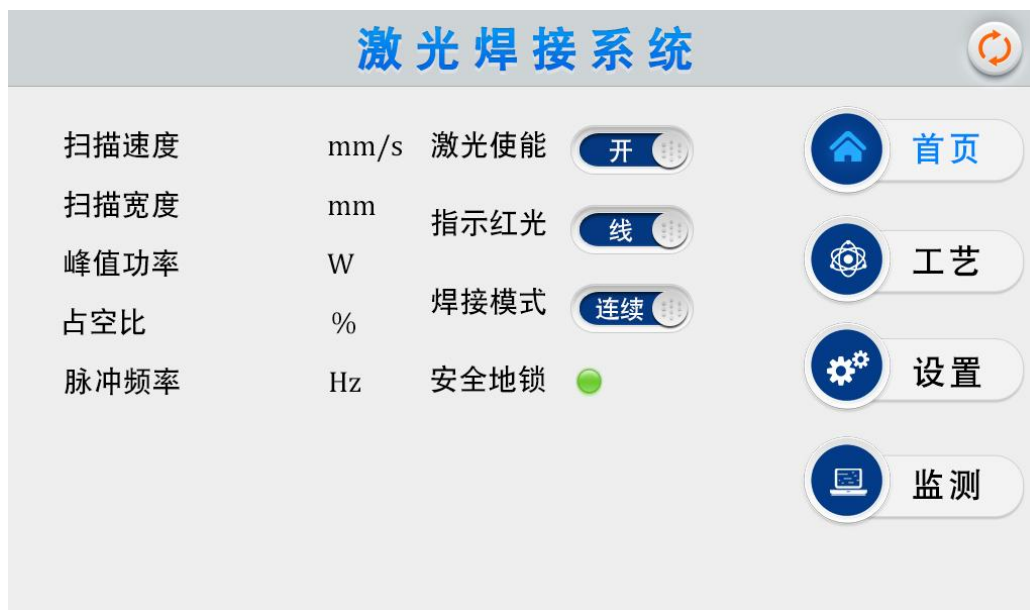 激光焊接系统
扫描速度 mm/s
扫描宽度 mm
峰值功率 W
占空比 %
脉冲频率 Hz
激光使能 开
指示红光 线
焊接模式 连续
安全地锁
首页
工艺
设置
监测